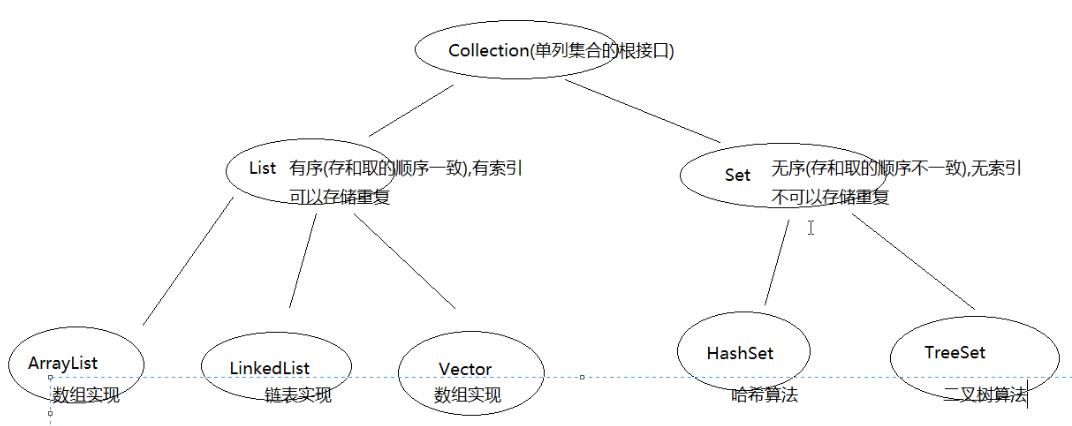 Collection(单列集合的根接口)
List 有序(存和取的顺序一致),有索引
可以存储重复
Set 无序(存和取的顺序不一致),无索引
不可以存储重复
ArrayList
数组实现
LinkedList
链表实现
Vector
数组实现
HashSet
哈希算法
TreeSet
二叉树算法